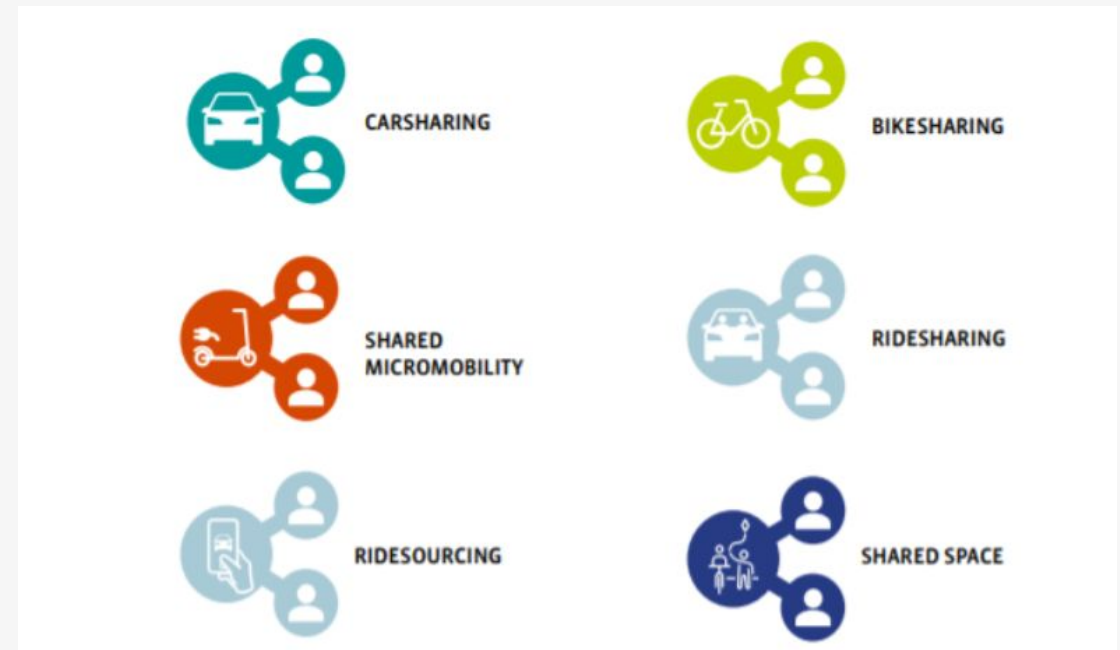 CARSHARING
BIKESHARING
SHARED
MICROMOBILITY
RIDESHARING
RIDESOURCING
SHARED SPACE